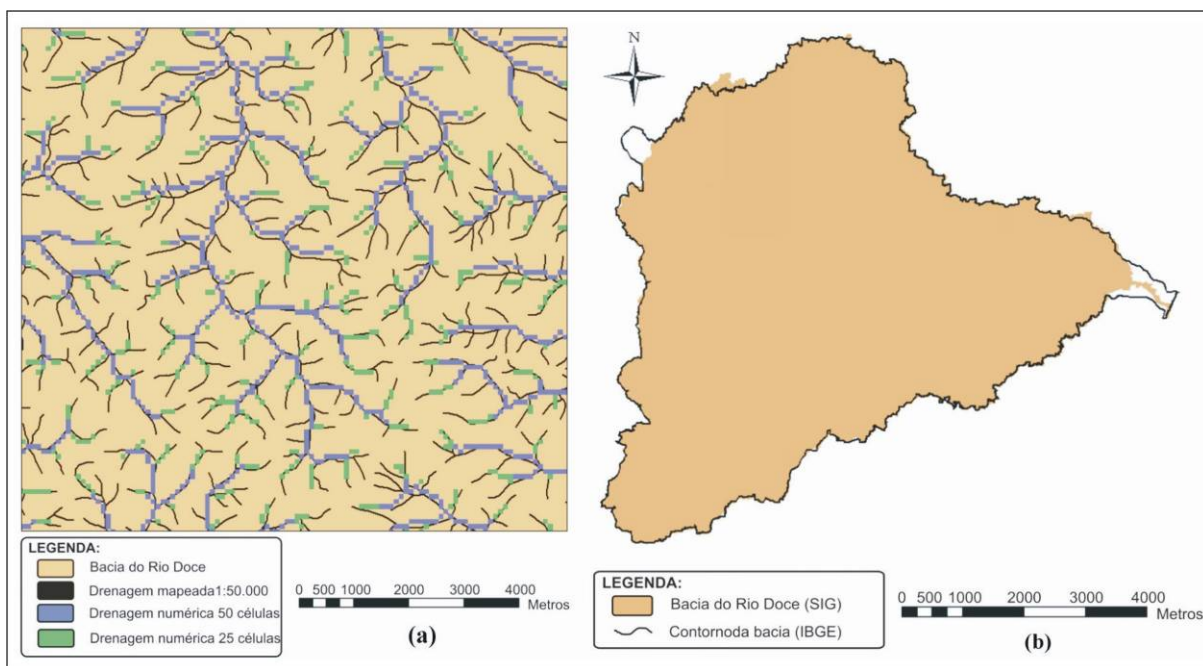 LEGENDA:
Bacia do Rio Doce
Drenagem mapeada1:50.000
Drenagem numérica 50 células
Drenagem numérica 25 células
0 500 1000 2000 3000 4000
Metros
(a)
N
LEGENDA:
Bacia do Rio Doce (SIG)
Contornoda bacia (IBGE)
0 500 1000 2000 3000 4000
Metros
(b)